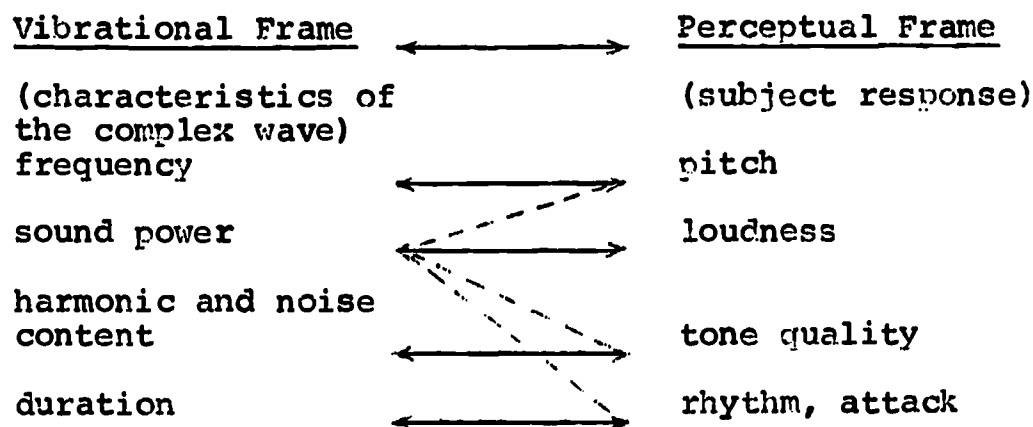 Vibrational Frame Perceptual Frame
(characteristics of (subject response)
the complex wave)
frequency pitch
sound power loudness
harmonic and noise
content tone quality
duration rhythm, attack